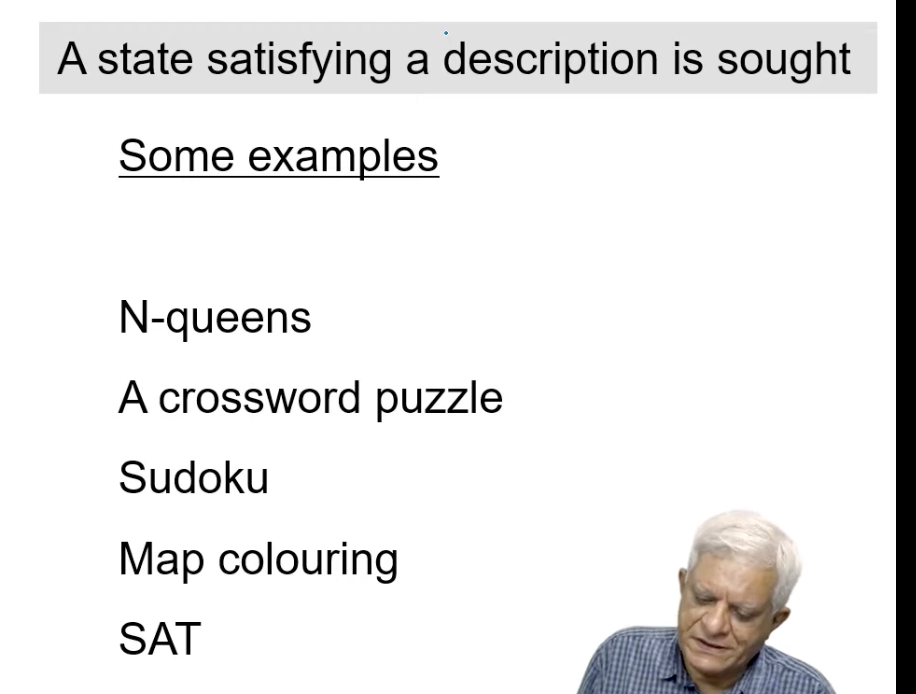 A state satisfying a description is sought
Some examples
N-queens
A crossword puzzle
Sudoku
Map colouring
SAT